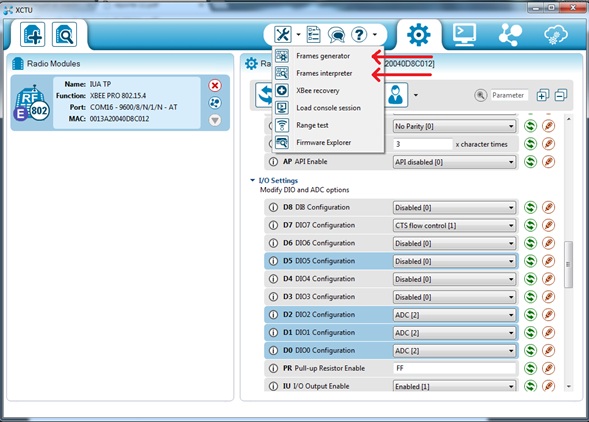 XCTU
Radio Modules
Name: IUA TP
Function: XBEE PRO 802.15.4
Port: COM16 - 9600/8/N/1/N - AT
MAC: 0013A20040D8C012
RF
E
802
Frames generator
Frames interpreter
XBee recovery
Load console session
Range test
Firmware Explorer
Ra
20040D8C012]
Parameter
No Parity [0]
3 x character times
AP API Enable API disabled [0]
I/O Settings
Modify DIO and ADC options
D8 DI8 Configuration Disabled [0]
D7 DIO7 Configuration CTS flow control [1]
D6 DIO6 Configuration Disabled [0]
D5 DIO5 Configuration Disabled [0]
D4 DIO4 Configuration Disabled [0]
D3 DIO3 Configuration Disabled [0]
D2 DIO2 Configuration ADC [2]
D1 DIO1 Configuration ADC [2]
D0 DIO0 Configuration ADC [2]
PR Pull-up Resistor Enable FF
IU I/O Output Enable Enabled [1]